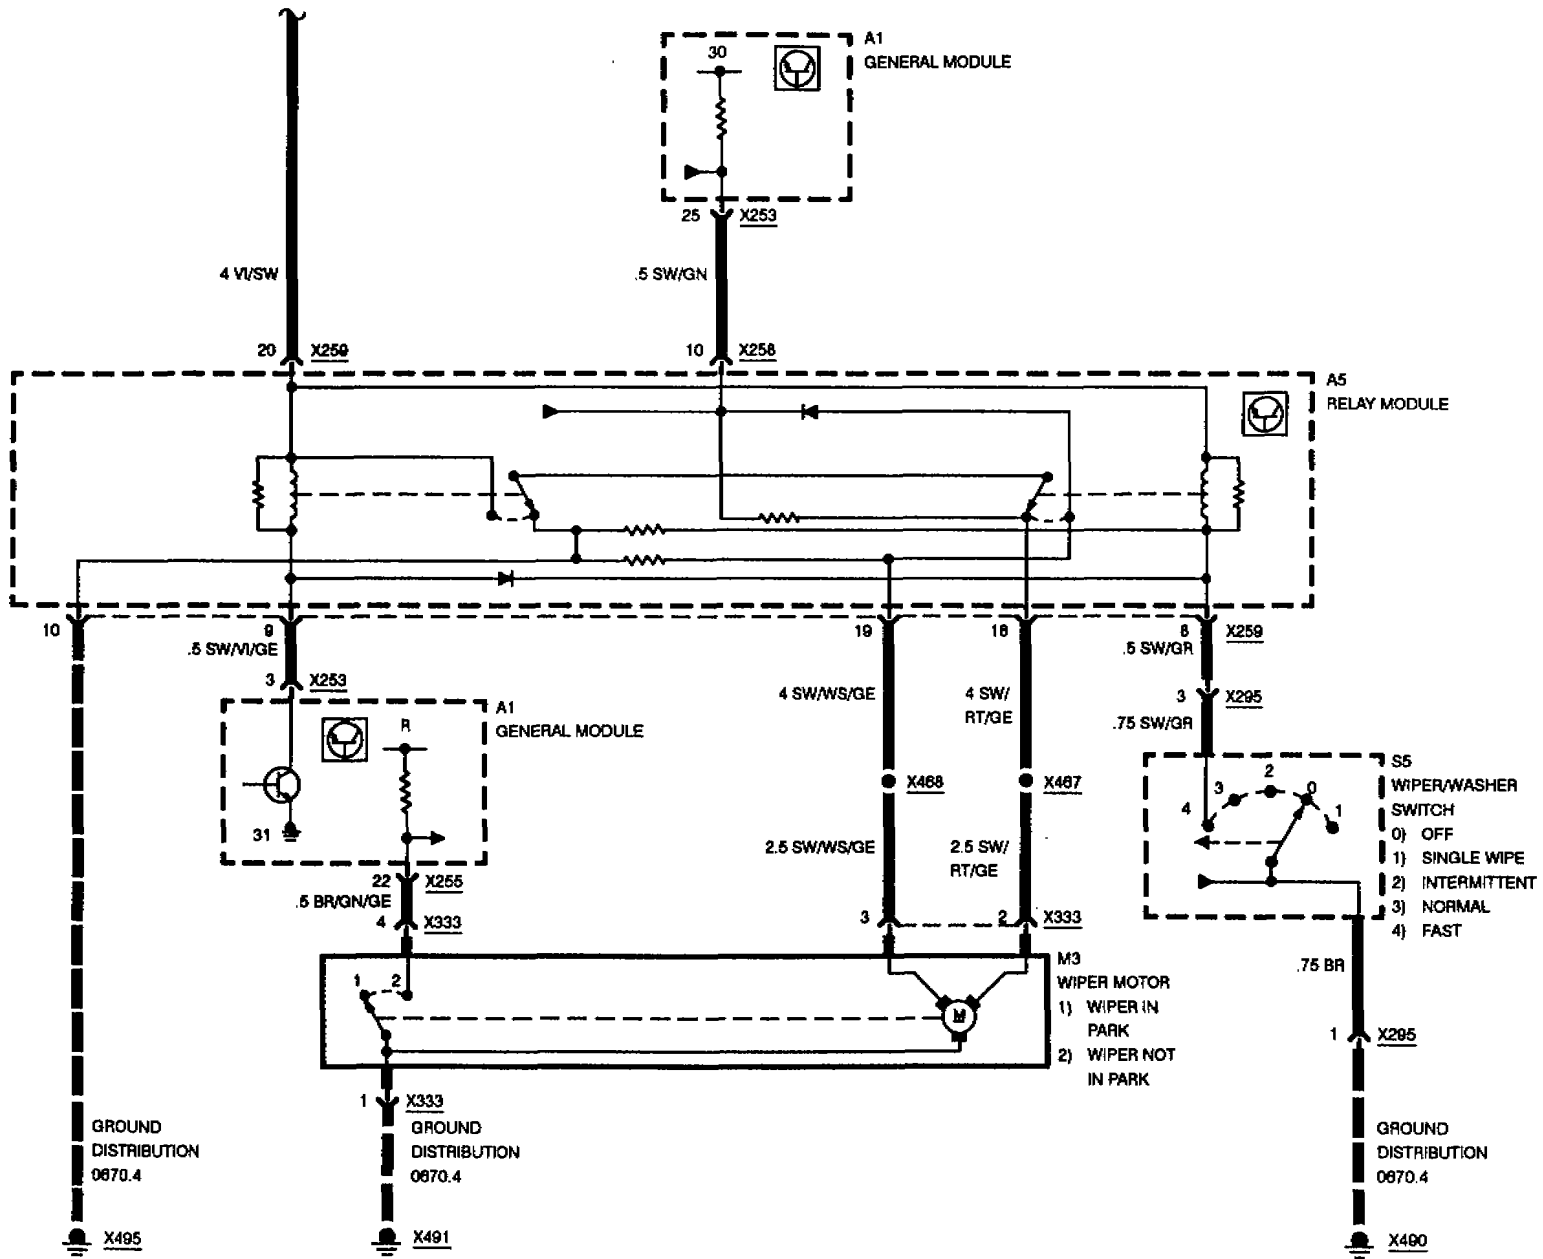 30
A1
GENERAL MODULE
25 X253
4 VI/SW
.5 SW/GN
20 X259
10 X258
A5
RELAY MODULE
10
9
19
18
8 X259
.5 SW/VI/GE
.5 SW/GR
3 X253
4 SW/WS/GE
4 SW/
RT/GE
3 X295
.75 SW/GR
A1
GENERAL MODULE
R
31
X468
X467
S5
WIPER/WASHER
SWITCH
0) OFF
1) SINGLE WIPE
2) INTERMITTENT
3) NORMAL
4) FAST
4
3
2
0
1
2.5 SW/WS/GE
2.5 SW/
RT/GE
22 X255
.5 BR/GN/GE
4 X333
3
2 X333
.75 BR
M3
WIPER MOTOR
1) WIPER IN
PARK
2) WIPER NOT
IN PARK
1
2
M
1 X295
1 X333
GROUND
DISTRIBUTION
0670.4
GROUND
DISTRIBUTION
0670.4
GROUND
DISTRIBUTION
0670.4
X495
X491
X490